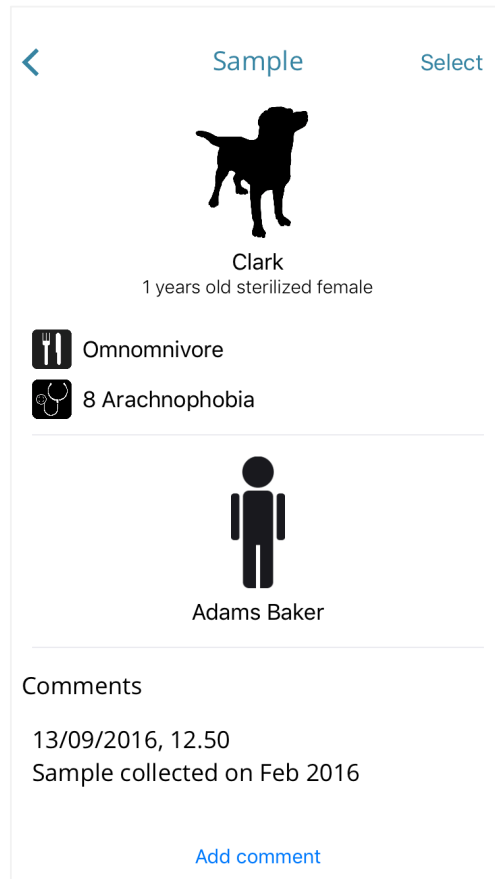 Sample
Select
Clark
1 years old sterilized female
Omnomnivore
8 Arachnophobia
Adams Baker
Comments
13/09/2016, 12.50
Sample collected on Feb 2016
Add comment